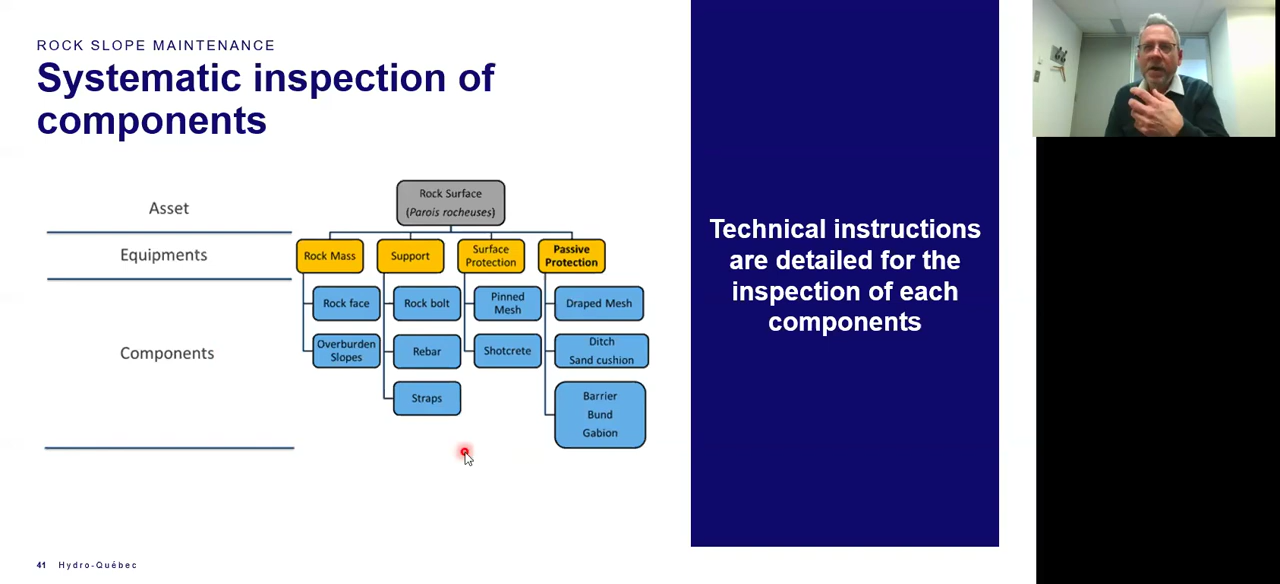 ROCK SLOPE MAINTENANCE
Systematic inspection of
components
Asset
Rock Surface
(Parois rocheuses)
Equipments
Rock Mass
Support
Surface
Protection
Passive
Protection
Components
Rock face
Overburden
Slopes
Rock bolt
Rebar
Straps
Pinned
Mesh
Shotcrete
Draped Mesh
Ditch
Sand cushion
Barrier
Bund
Gabion
Technical instructions
are detailed for the
inspection of each
components
41 Hydro-Québec